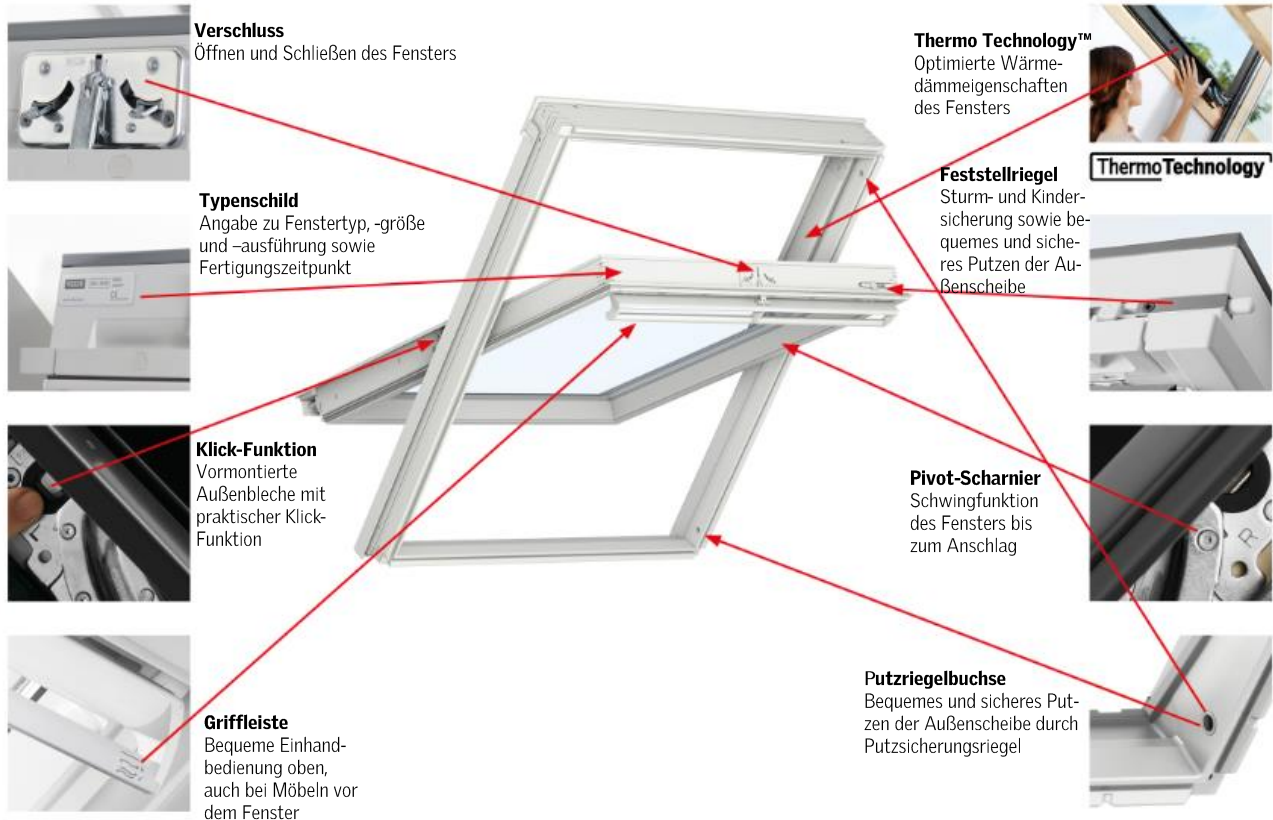 Verschluss
Öffnen und Schließen des Fensters
Typenschild
Angabe zu Fenstertyp, -größe
und –ausführung sowie
Fertigungszeitpunkt
Klick-Funktion
Vormontierte
Außenbleche mit
praktischer Klick-
Funktion
Griffleiste
Bequeme Einhand-
bedienung oben,
auch bei Möbeln vor
dem Fenster
Thermo Technology™
Optimierte Wärme-
dämmeigenschaften
des Fensters
ThermoTechnology
Feststellriegel
Sturm- und Kinder-
sicherung sowie be-
quemes und siche-
res Putzen der Au-
ßenscheibe
Pivot-Scharnier
Schwingfunktion
des Fensters bis
zum Anschlag
R
Putzriegelbuchse
Bequemes und sicheres Put-
zen der Außenscheibe durch
Putzsicherungsriegel